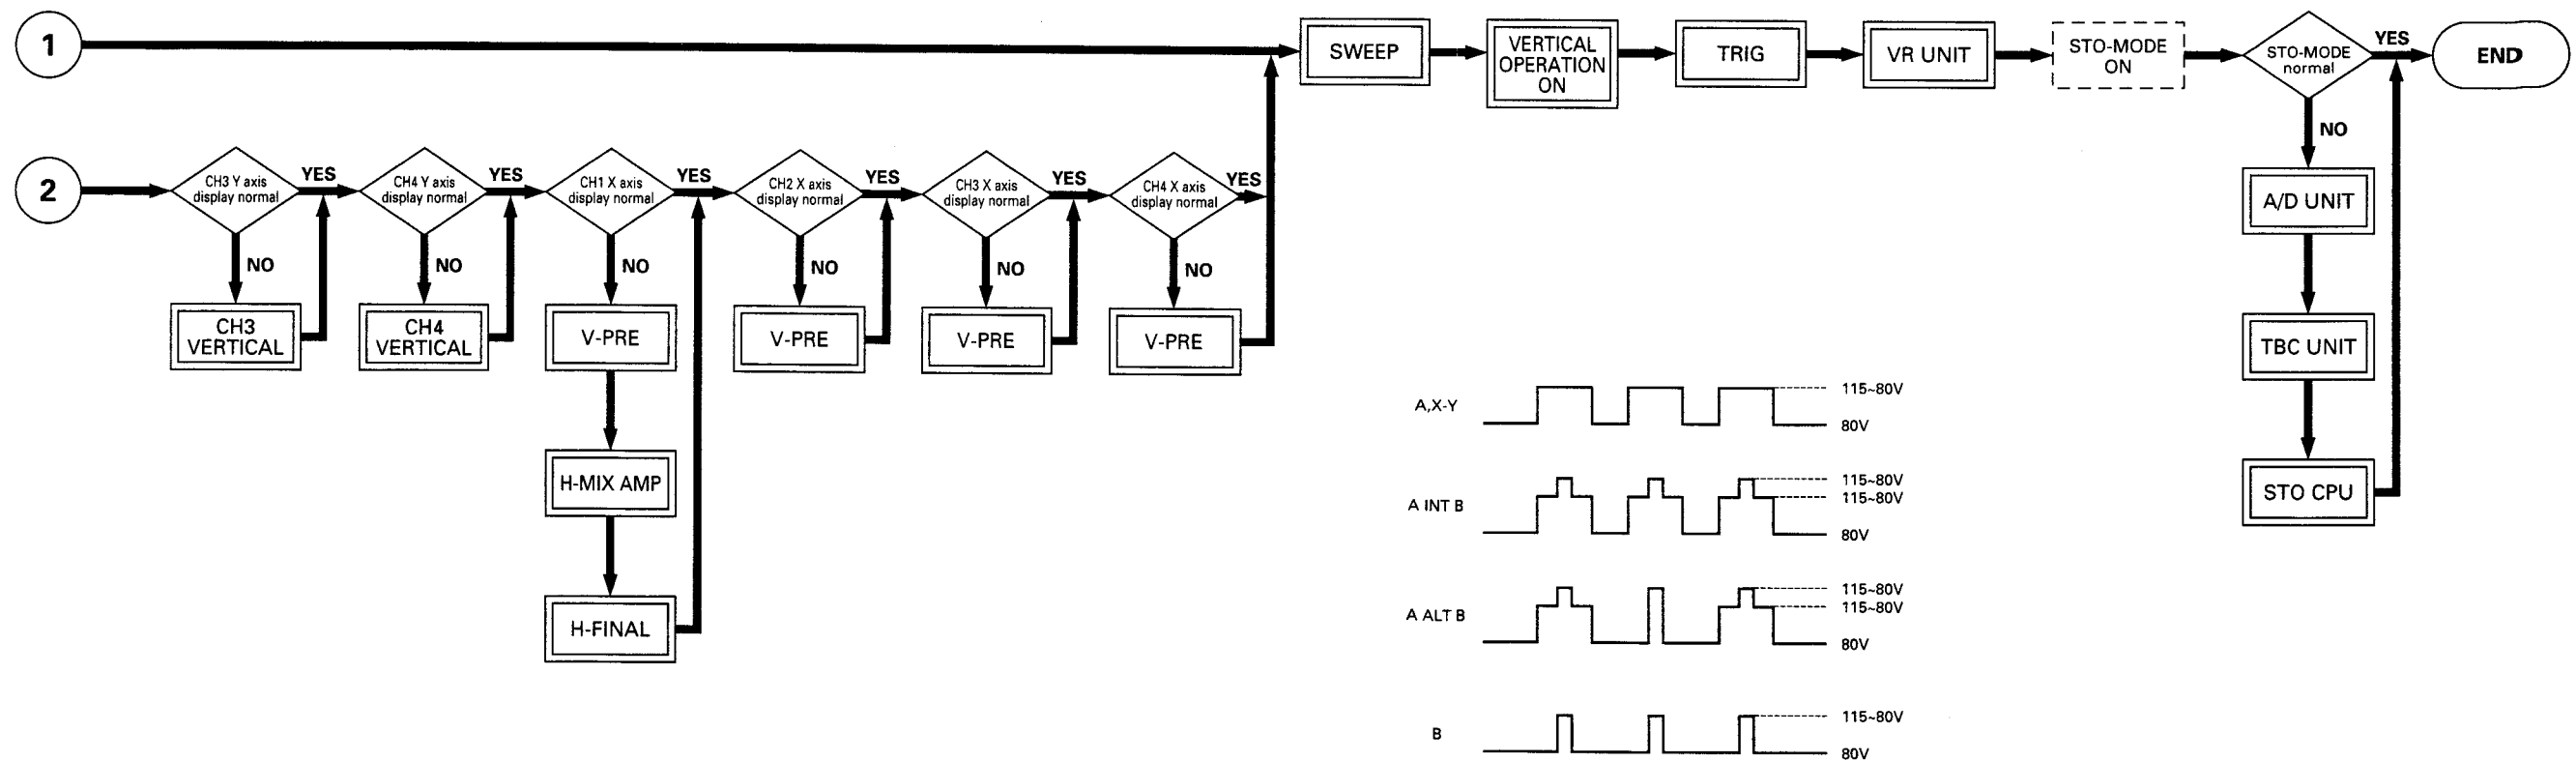 1
SWEEP
VERTICAL
OPERATION
ON
TRIG
VR UNIT
STO-MODE
ON
STO-MODE
normal
YES
END
NO
A/D UNIT
TBC UNIT
STO CPU
2
CH3 Y axis
display normal
YES
NO
CH3
VERTICAL
CH4 Y axis
display normal
YES
NO
CH4
VERTICAL
CH1 X axis
display normal
YES
NO
V-PRE
H-MIX AMP
H-FINAL
CH2 X axis
display normal
YES
NO
V-PRE
CH3 X axis
display normal
YES
NO
V-PRE
CH4 X axis
display normal
YES
NO
V-PRE
A,X-Y
115~80V
80V
A INT B
115~80V
115~80V
80V
A ALT B
115~80V
115~80V
80V
B
115~80V
80V